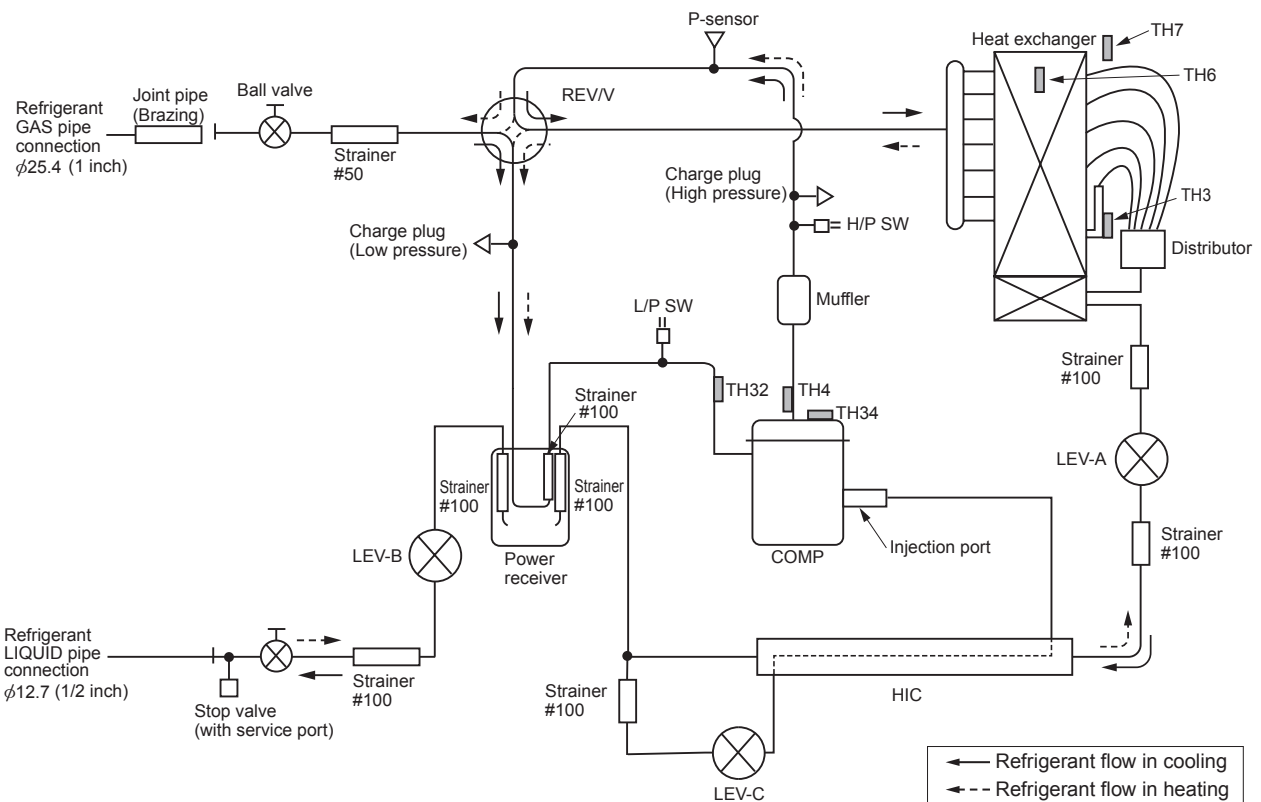 P-sensor
Heat exchanger
TH7
TH6
REV/V
Joint pipe
(Brazing)
Ball valve
Refrigerant
GAS pipe
connection
ϕ25.4 (1 inch)
Strainer
#50
Charge plug
(High pressure)
H/P SW
TH3
Charge plug
(Low pressure)
Distributor
Muffler
L/P SW
Strainer
#100
TH32
TH4
TH34
Strainer
#100
LEV-A
Strainer
#100
Strainer
#100
Strainer
#100
LEV-B
Power
receiver
COMP
Injection port
Refrigerant
LIQUID pipe
connection
ϕ12.7 (1/2 inch)
Strainer
#100
Stop valve
(with service port)
Strainer
#100
HIC
LEV-C
Refrigerant flow in cooling
Refrigerant flow in heating